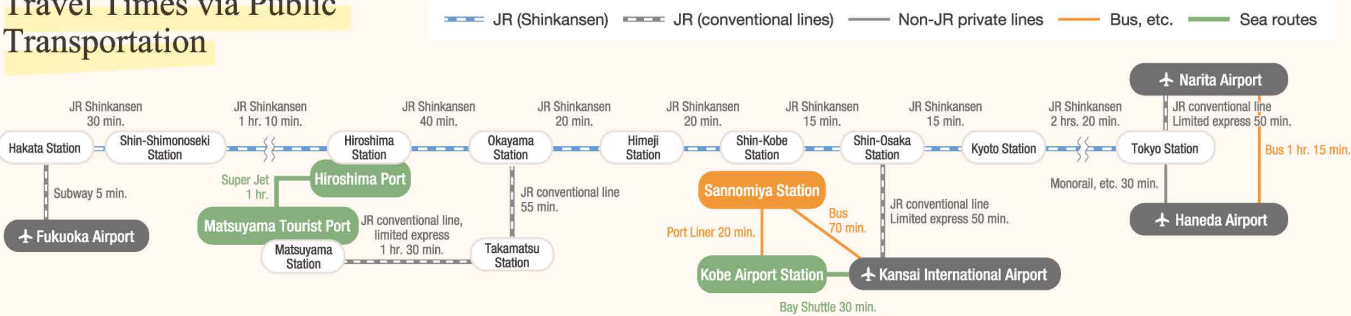 Travel Times via Public
Transportation
JR (Shinkansen)
JR (conventional lines)
Non-JR private lines
Bus, etc.
Sea routes
Narita Airport
JR Shinkansen
30 min.
JR Shinkansen
1 hr. 10 min.
JR Shinkansen
40 min.
JR Shinkansen
20 min.
JR Shinkansen
20 min.
JR Shinkansen
15 min.
JR Shinkansen
15 min.
JR Shinkansen
2 hrs. 20 min.
JR conventional line
Limited express 50 min.
Hakata Station
Shin-Shimonoseki
Station
Hiroshima
Station
Okayama
Station
Himeji
Station
Shin-Kobe
Station
Shin-Osaka
Station
Kyoto Station
Tokyo Station
Bus 1 hr. 15 min.
Subway 5 min.
Super Jet
1 hr.
Hiroshima Port
JR conventional line
55 min.
Sannomiya Station
JR conventional line
Limited express 50 min.
Monorail, etc. 30 min.
Fukuoka Airport
Matsuyama Tourist Port
JR conventional line,
limited express
1 hr. 30 min.
Port Liner 20 min.
Bus
70 min.
Haneda Airport
Matsuyama
Station
Takamatsu
Station
Kobe Airport Station
Kansai International Airport
Bay Shuttle 30 min.